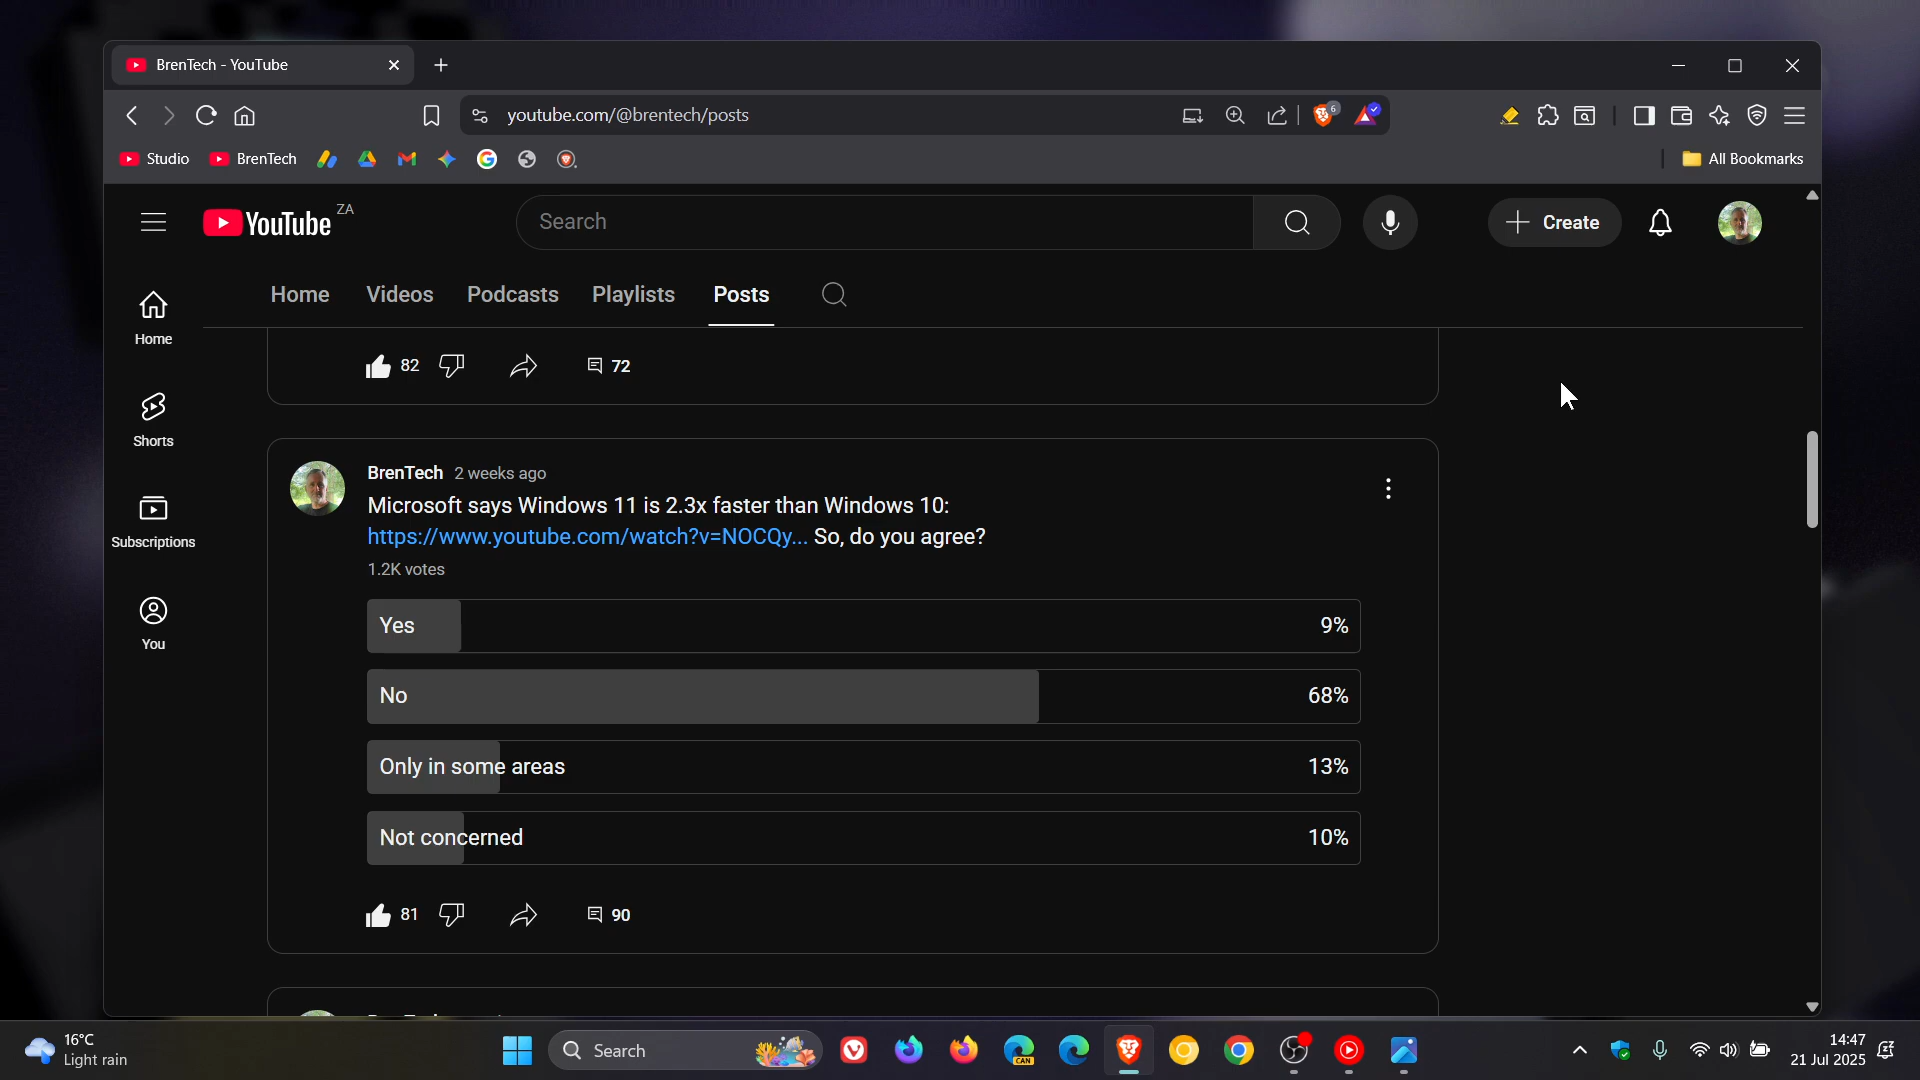 BrenTech - YouTube
youtube.com/@brentech/posts
6
Studio
BrenTech
All Bookmarks
YouTube ZA
Search
Create
Home
Videos
Podcasts
Playlists
Posts
Home
Shorts
Subscriptions
You
82
72
BrenTech 2 weeks ago
Microsoft says Windows 11 is 2.3x faster than Windows 10:
https://www.youtube.com/watch?v=NOCQy... So, do you agree?
1.2K votes
Yes 9%
No 68%
Only in some areas 13%
Not concerned 10%
81
90
16°C
Light rain
Search
CAN
14:47
21 Jul 2025